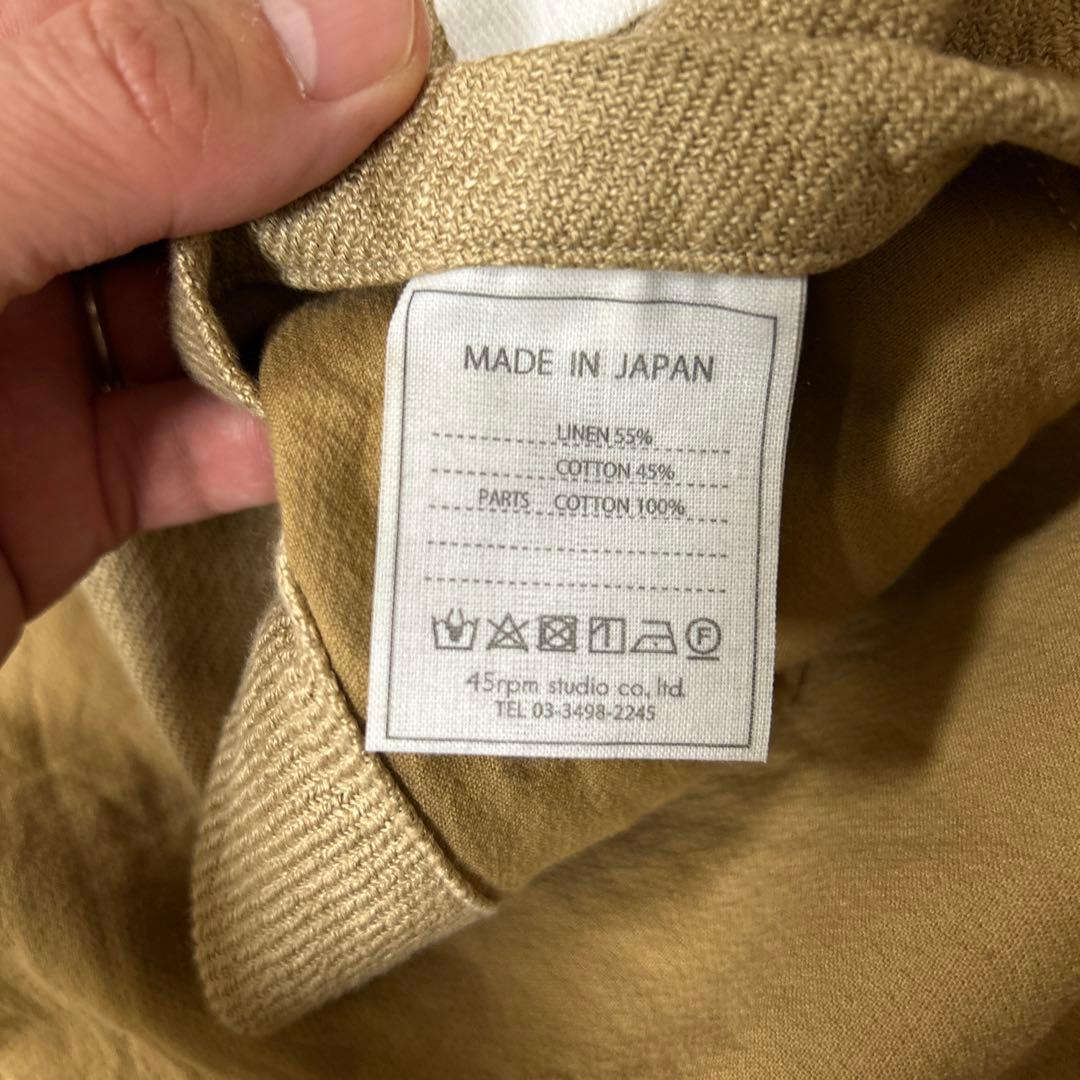 MADE IN JAPAN
LINEN 55%
COTTON 45%
PARTS COTTON 100%
F
45rpm studio co., ltd.
TEL 03-3498-2245